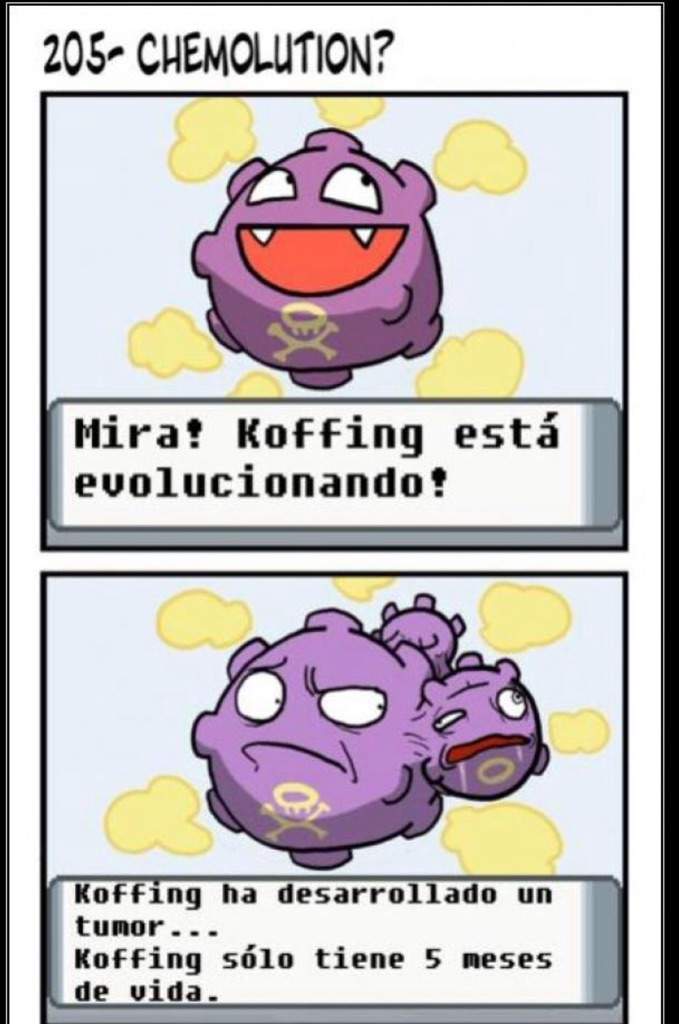 205- CHEMOLUTION?
Mira! Koffing está
evolucionando!
Koffing ha desarrollado un
tumor...
Koffing sólo tiene 5 meses
de vida.